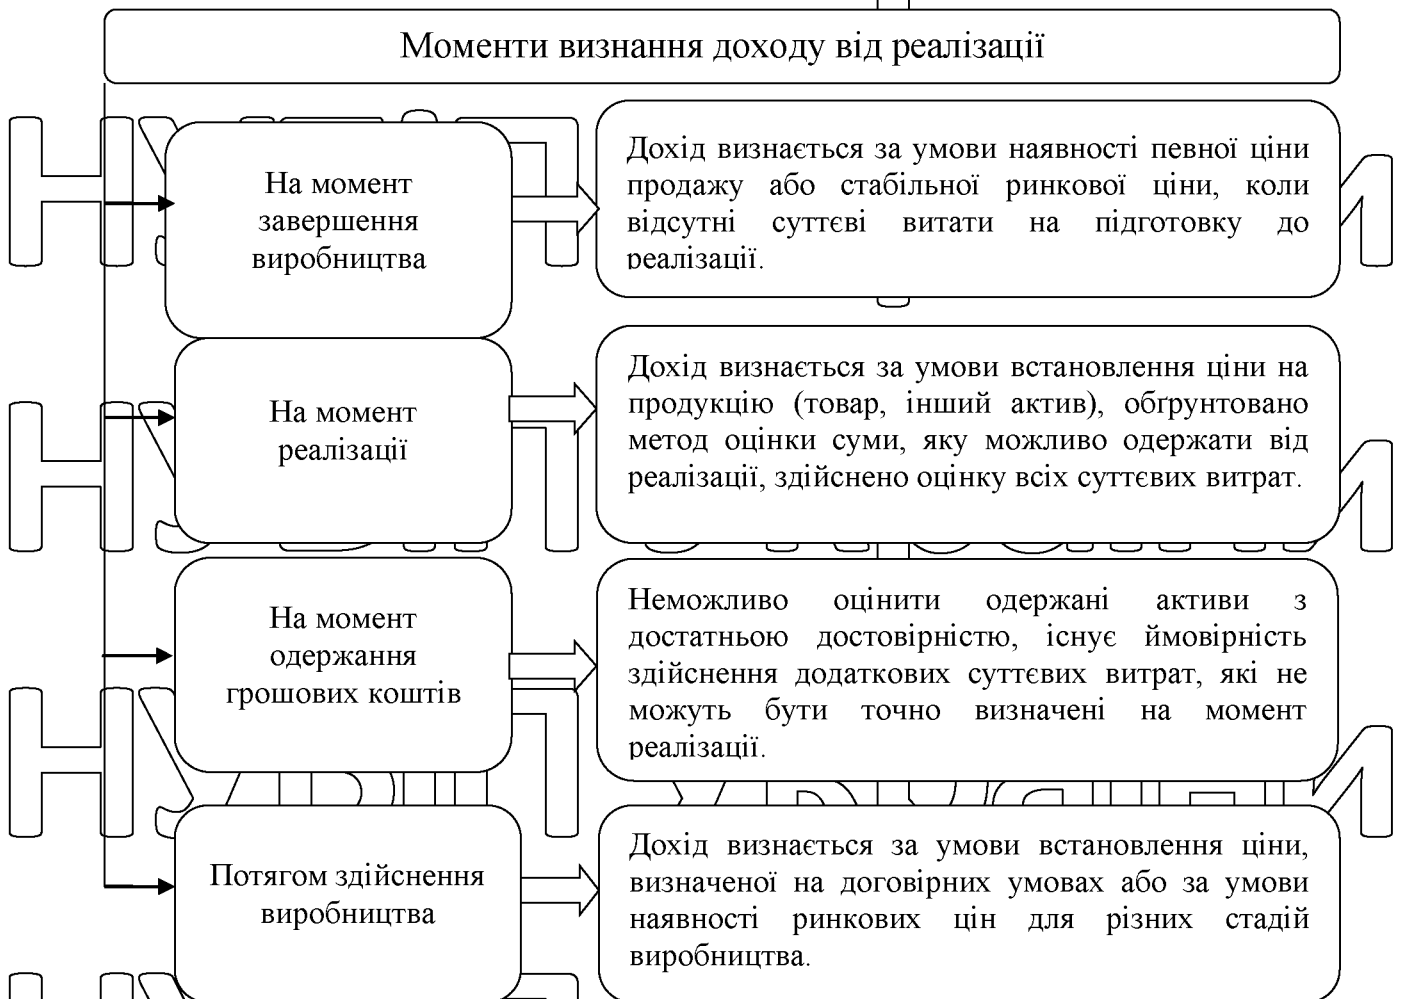 Моменти визнання доходу від реалізації
На момент
завершення
виробництва
Дохід визнається за умови наявності певної ціни
продажу або стабільної ринкової ціни, коли
відсутні суттєві витати на підготовку до
реалізації.
На момент
реалізації
Дохід визнається за умови встановлення ціни на
продукцію (товар, інший актив), обґрунтовано
метод оцінки суми, яку можливо одержати від
реалізації, здійснено оцінку всіх суттєвих витрат.
На момент
одержання
грошових коштів
Неможливо оцінити одержані активи з
достатньою достовірністю, існує ймовірність
здійснення додаткових суттєвих витрат, які не
можуть бути точно визначені на момент
реалізації.
Потягом здійснення
виробництва
Дохід визнається за умови встановлення ціни,
визначеної на договірних умовах або за умови
наявності ринкових цін для різних стадій
виробництва.